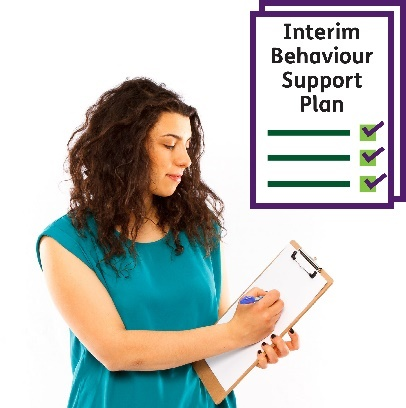 Interim
Behaviour
Support
Plan